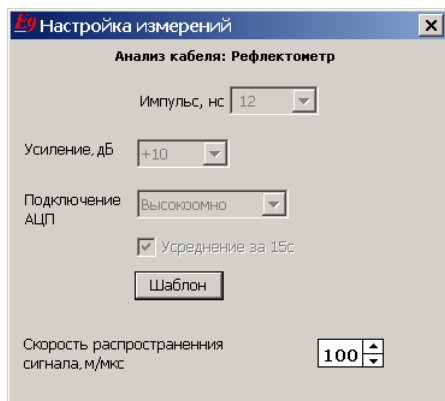 Eg Настройка измерений
Анализ кабеля: Рефлектометр
Импульс, нс 12
Усиление, дБ +10
Подключение АЦП Высокоомно
Усреднение за 15с
Шаблон
Скорость распространния сигнала, м/мкс 100